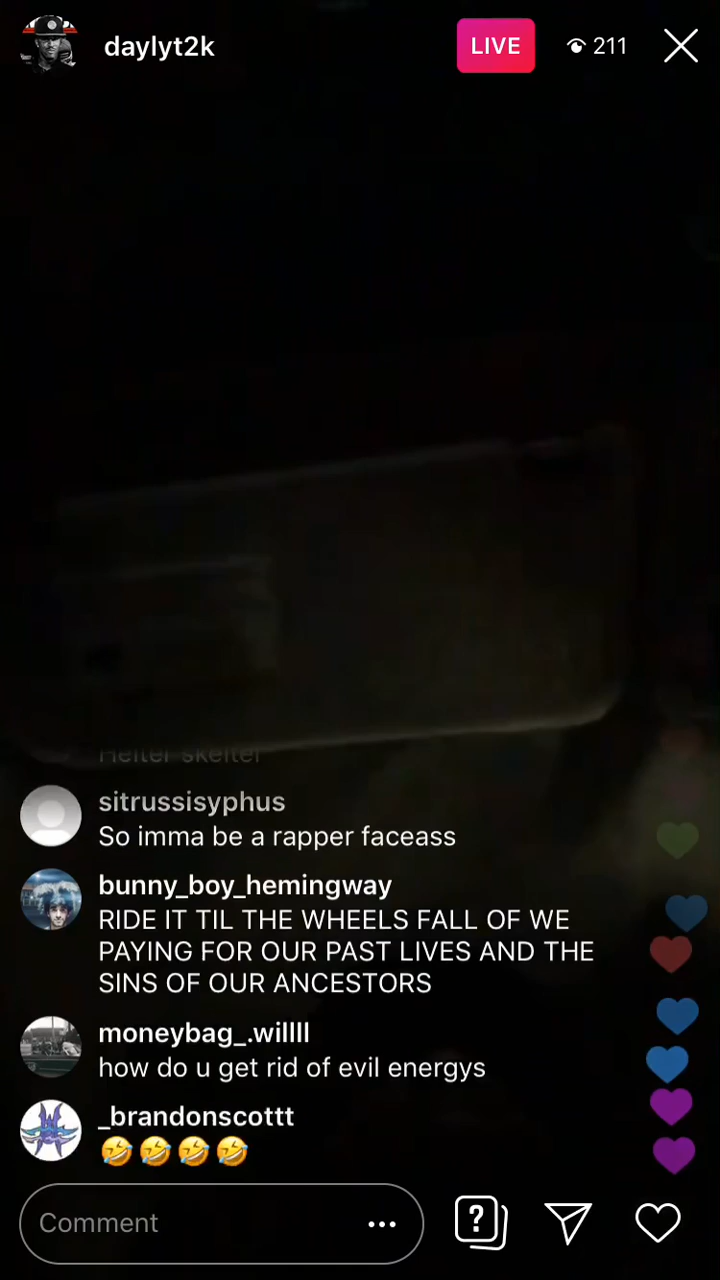 daylyt2k
LIVE
211
Helter skelter
sitrussisyphus
So imma be a rapper faceass
bunny_boy_hemingway
RIDE IT TIL THE WHEELS FALL OF WE
PAYING FOR OUR PAST LIVES AND THE
SINS OF OUR ANCESTORS
moneybag_.willll
how do u get rid of evil energys
_brandonscottt
🤣🤣🤣🤣
Comment